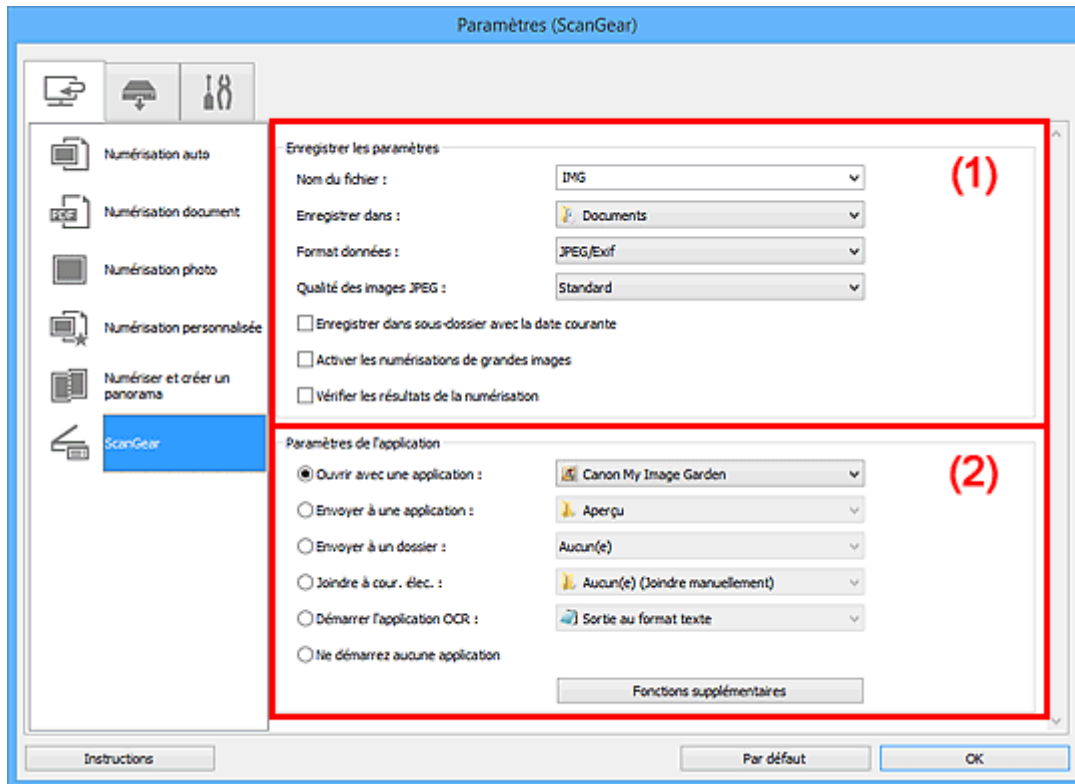 Paramètres (ScanGear)
Numérisation auto
PDF
Numérisation document
Numérisation photo
Numérisation personnalisée
Numériser et créer un
panorama
ScanGear
(1)
Enregistrer les paramètres
Nom du fichier : IMG
Enregistrer dans : Documents
Format données : JPEG/Exif
Qualité des images JPEG : Standard
Enregistrer dans sous-dossier avec la date courante
Activer les numérisations de grandes images
Vérifier les résultats de la numérisation
(2)
Paramètres de l'application
Ouvrir avec une application : Canon My Image Garden
Envoyer à une application : Aperçu
Envoyer à un dossier : Aucun(e)
Joindre à cour. élec. : Aucun(e) (Joindre manuellement)
Démarrer l'application OCR : Sortie au format texte
Ne démarrez aucune application
Fonctions supplémentaires
Instructions
Par défaut
OK